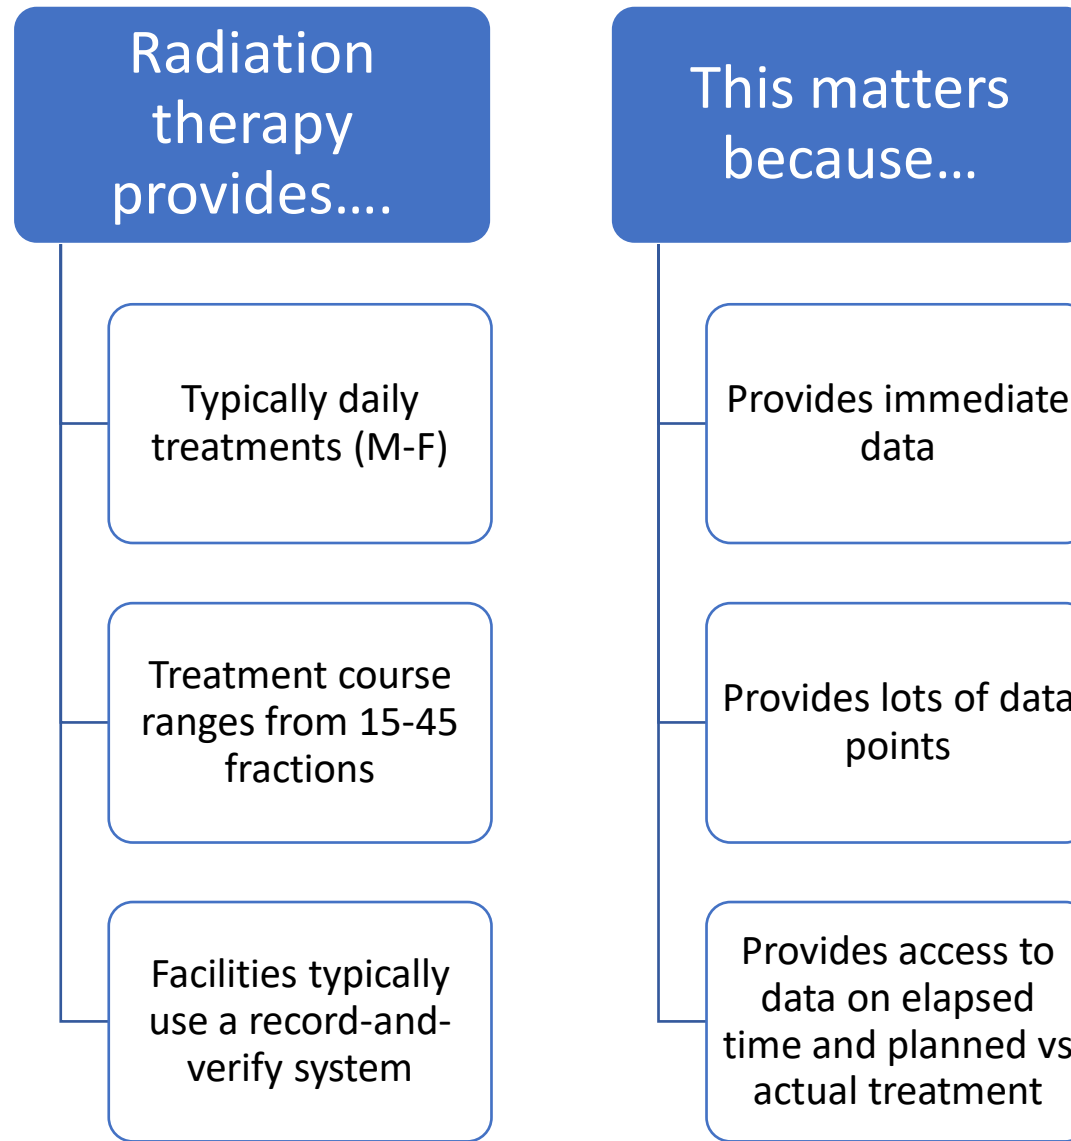 Radiation
therapy
provides....
Typically daily
treatments (M-F)
Treatment course
ranges from 15-45
fractions
Facilities typically
use a record-and-
verify system
This matters
because…
Provides immediate
data
Provides lots of data
points
Provides access to
data on elapsed
time and planned vs
actual treatment